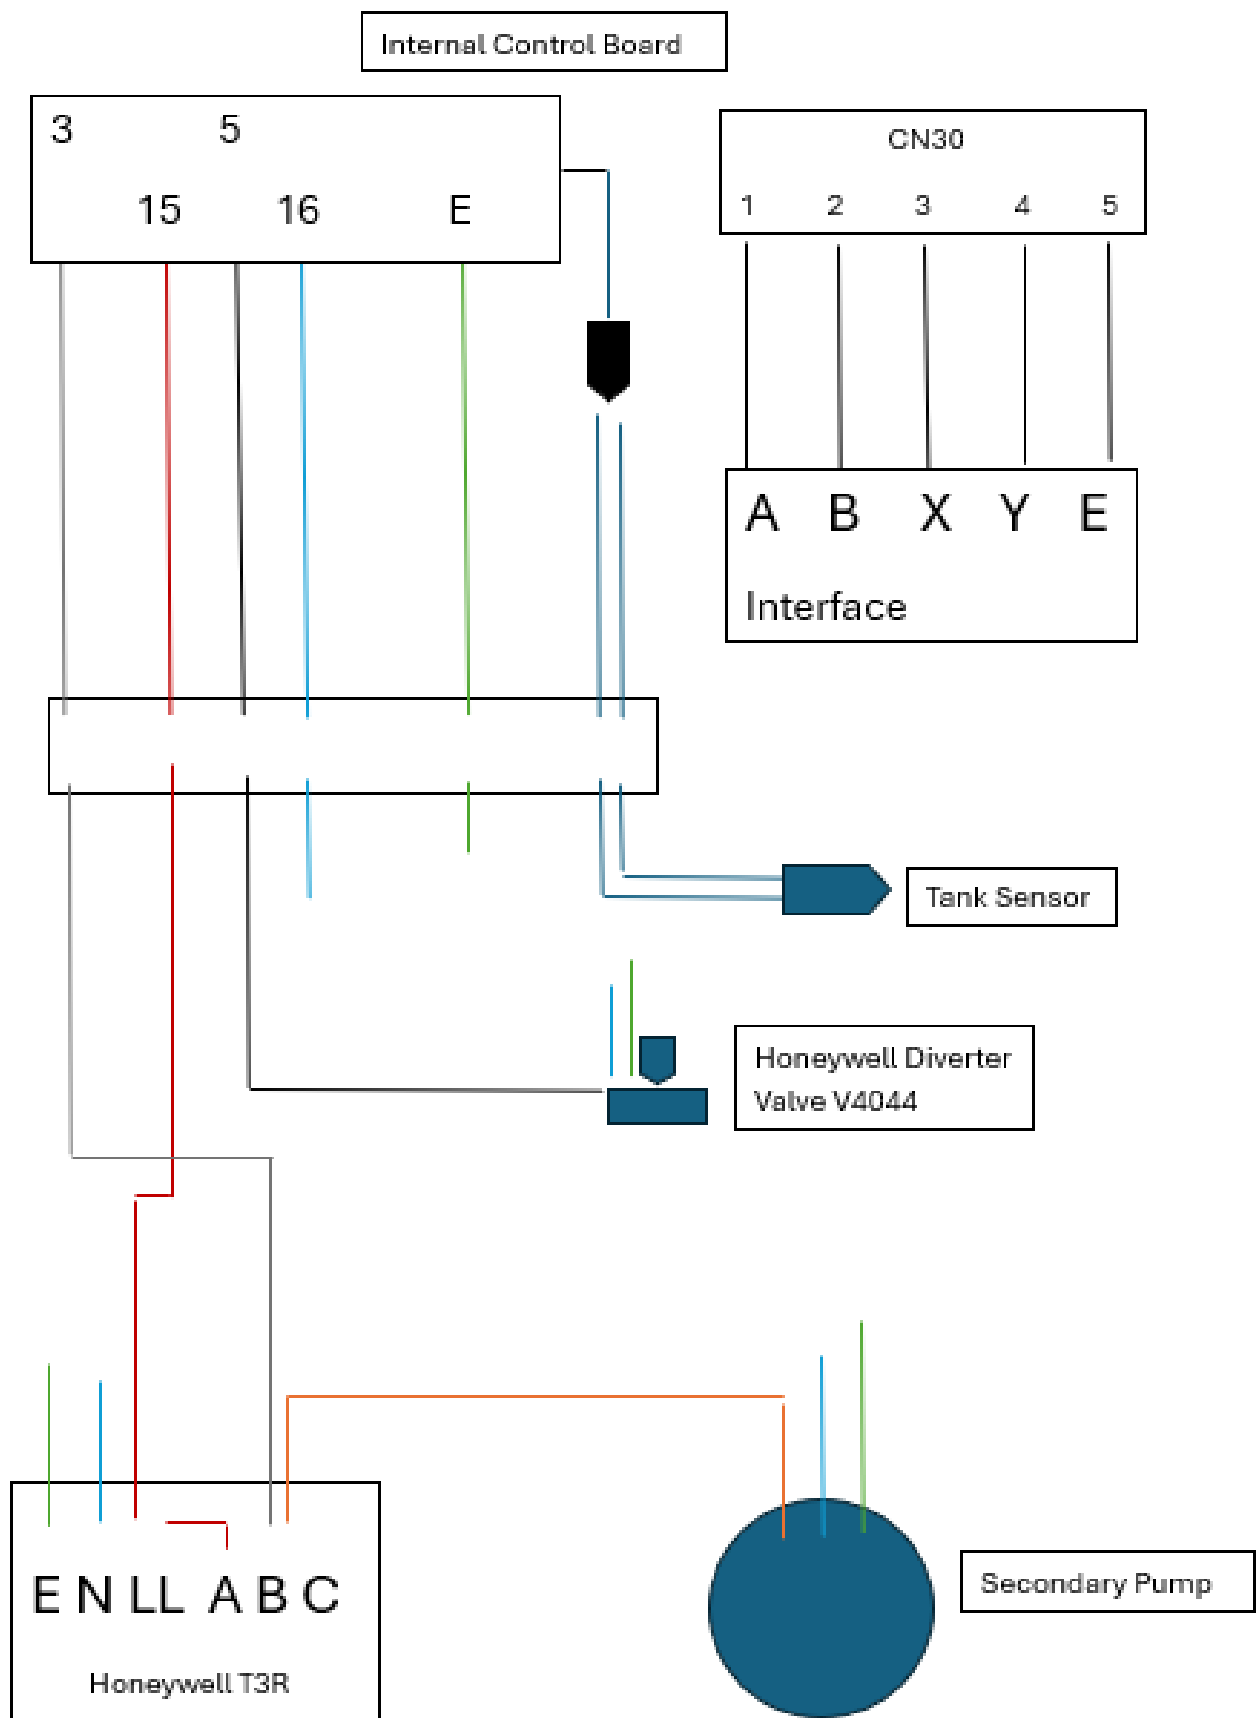 Internal Control Board
3 5
15 16 E
CN30
1 2 3 4 5
A B X Y E
Interface
Tank Sensor
Honeywell Diverter
Valve V4044
E N LL A B C
Honeywell T3R
Secondary Pump